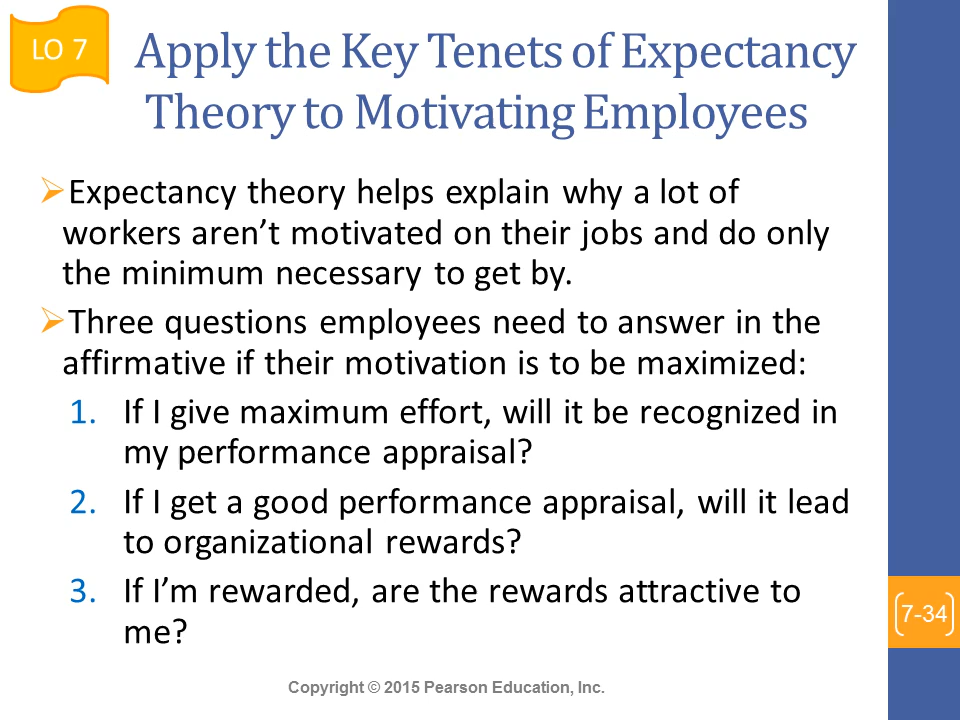 LO 7
Apply the Key Tenets of Expectancy
Theory to Motivating Employees
Expectancy theory helps explain why a lot of
workers aren’t motivated on their jobs and do only
the minimum necessary to get by.
Three questions employees need to answer in the
affirmative if their motivation is to be maximized:
1. If I give maximum effort, will it be recognized in
my performance appraisal?
2. If I get a good performance appraisal, will it lead
to organizational rewards?
3. If I’m rewarded, are the rewards attractive to
me?
7-34
Copyright © 2015 Pearson Education, Inc.